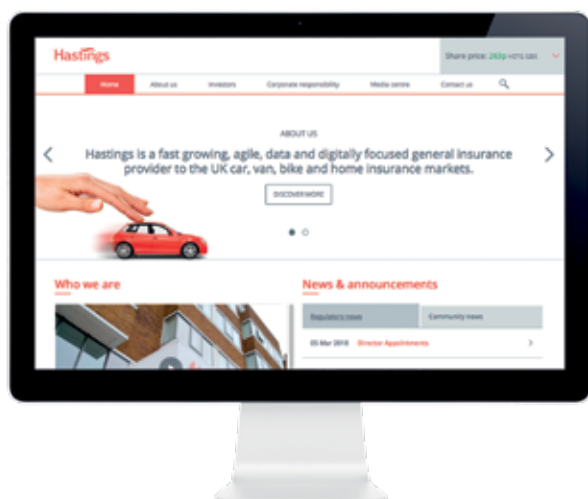 Hastings
Share price: 263p
Home About us Investors Corporate responsibility Media centre Contact us
ABOUT US
Hastings is a fast growing, agile, data and digitally focused general insurance
provider to the UK car, van, bike and home insurance markets.
DISCOVER MORE
Who we are
News & announcements
Regulatory news Community news
05 Mar 2018 Director Appointments